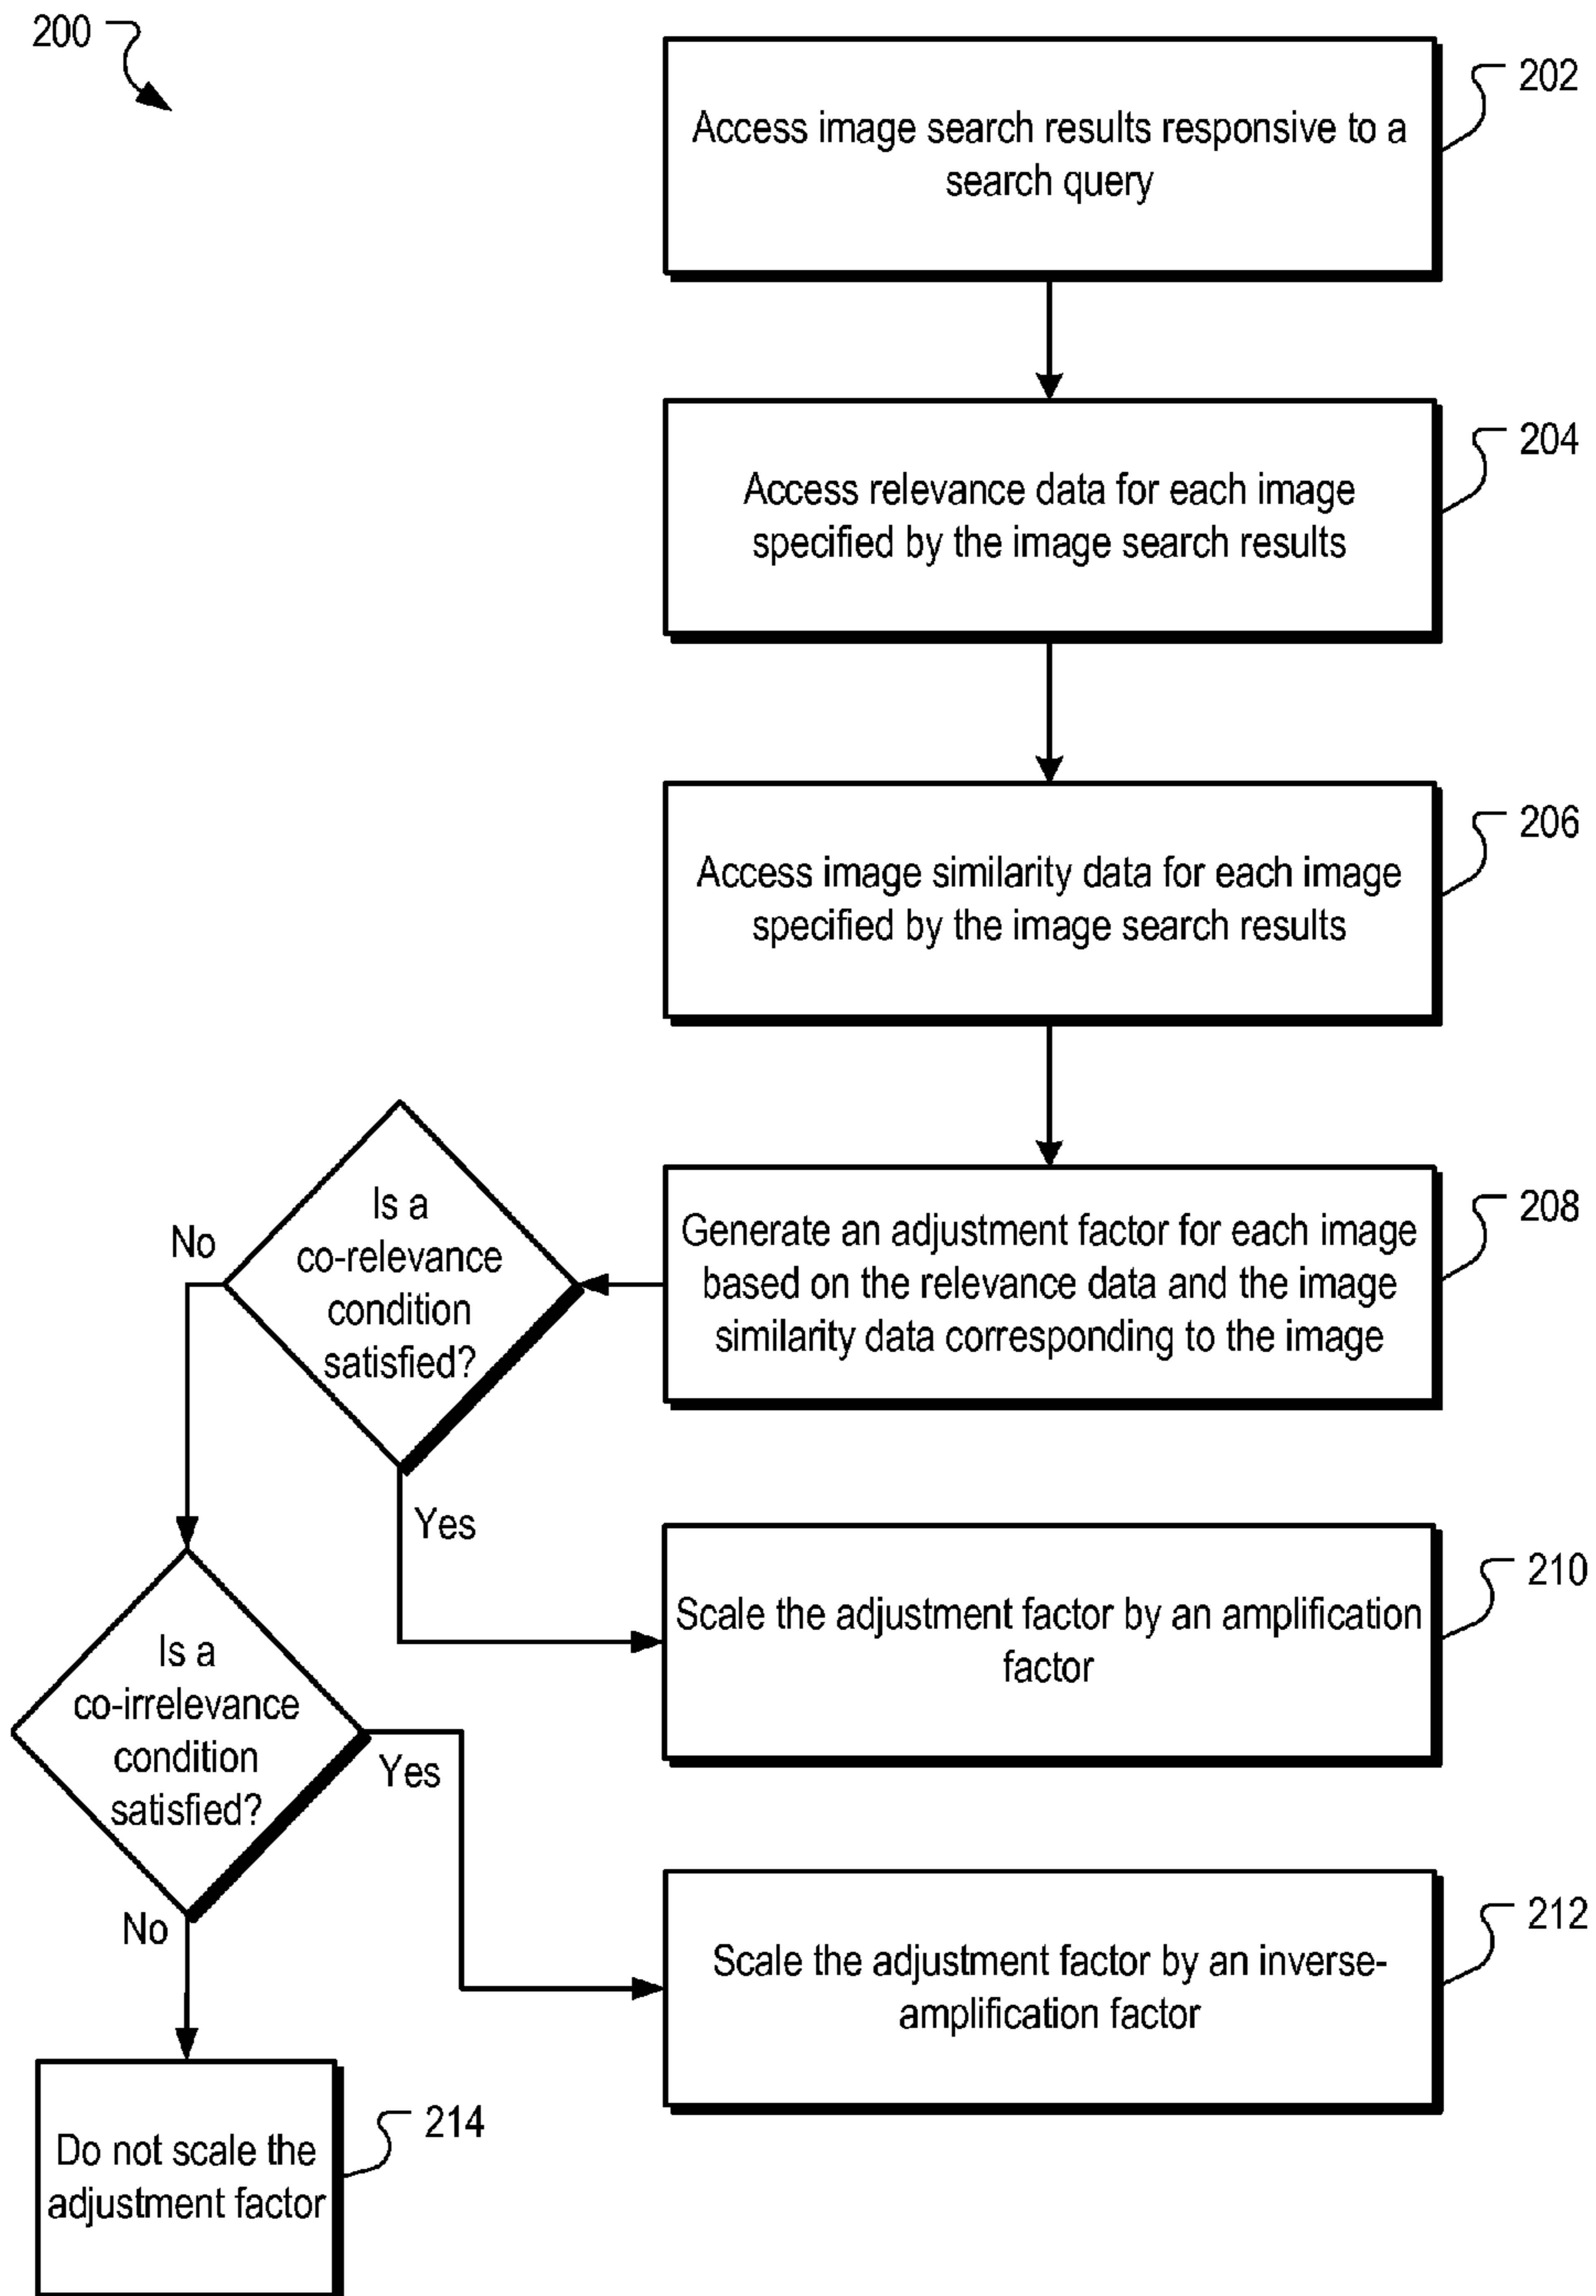 200
Access image search results responsive to a
search query
202
Access relevance data for each image
specified by the image search results
204
Access image similarity data for each image
specified by the image search results
206
Generate an adjustment factor for each image
based on the relevance data and the image
similarity data corresponding to the image
208
Is a
co-relevance
condition
satisfied?
No
Yes
Scale the adjustment factor by an amplification
factor
210
Is a
co-irrelevance
condition
satisfied?
Yes
No
Scale the adjustment factor by an inverse-
amplification factor
212
Do not scale the
adjustment factor
214